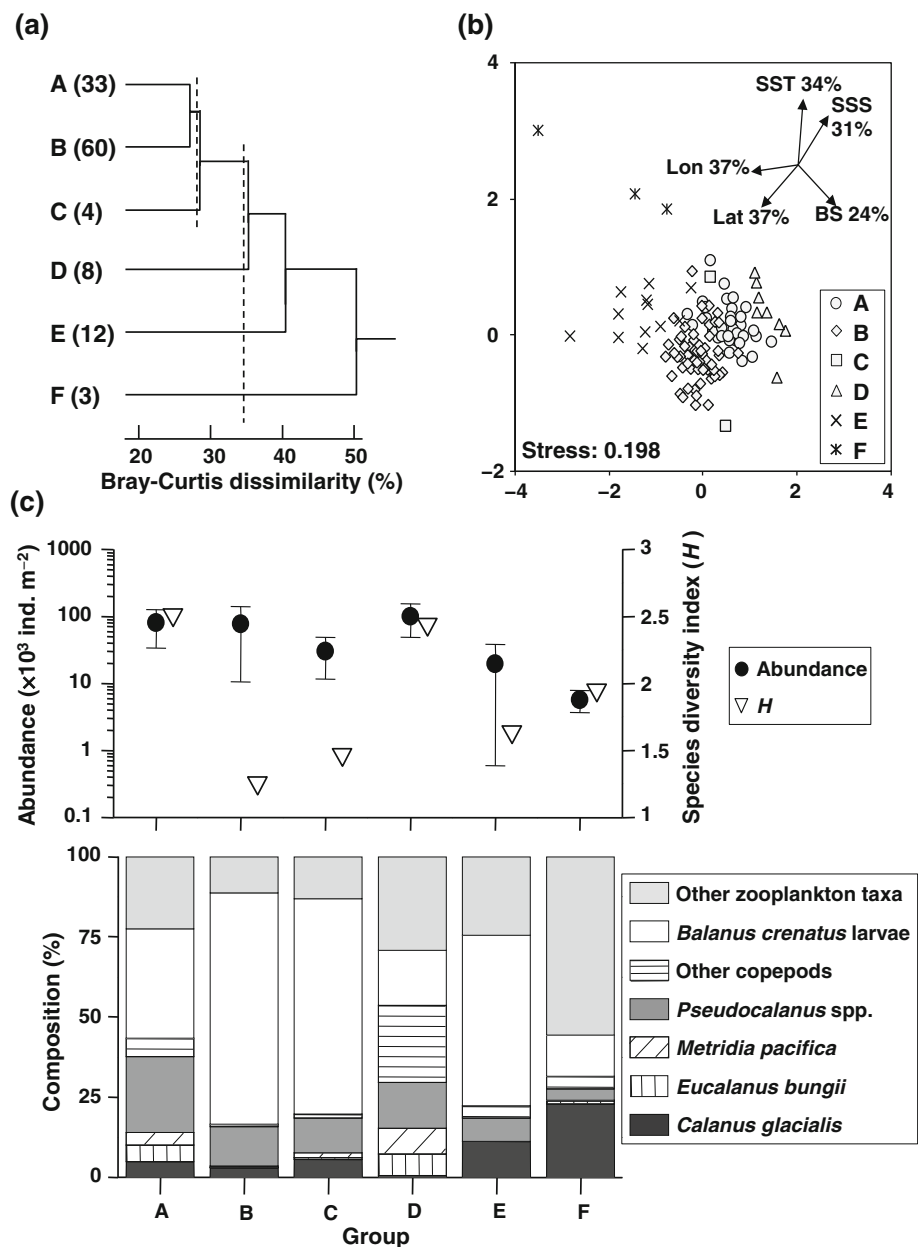 (a)
A (33)
B (60)
C (4)
D (8)
E (12)
F (3)
20 30 40 50
Bray-Curtis dissimilarity (%)
(b)
4
2
0
−2
−4 −2 0 2 4
SST 34%
SSS
31%
Lon 37%
Lat 37%
BS 24%
A
B
C
D
E
F
Stress: 0.198
(c)
Abundance (×10³ ind. m⁻²)
1000
100
10
1
0.1
Species diversity index (H)
3
2.5
2
1.5
1
Abundance
H
Composition (%)
100
75
50
25
0
A B C D E F
Group
Other zooplankton taxa
Balanus crenatus larvae
Other copepods
Pseudocalanus spp.
Metridia pacifica
Eucalanus bungii
Calanus glacialis